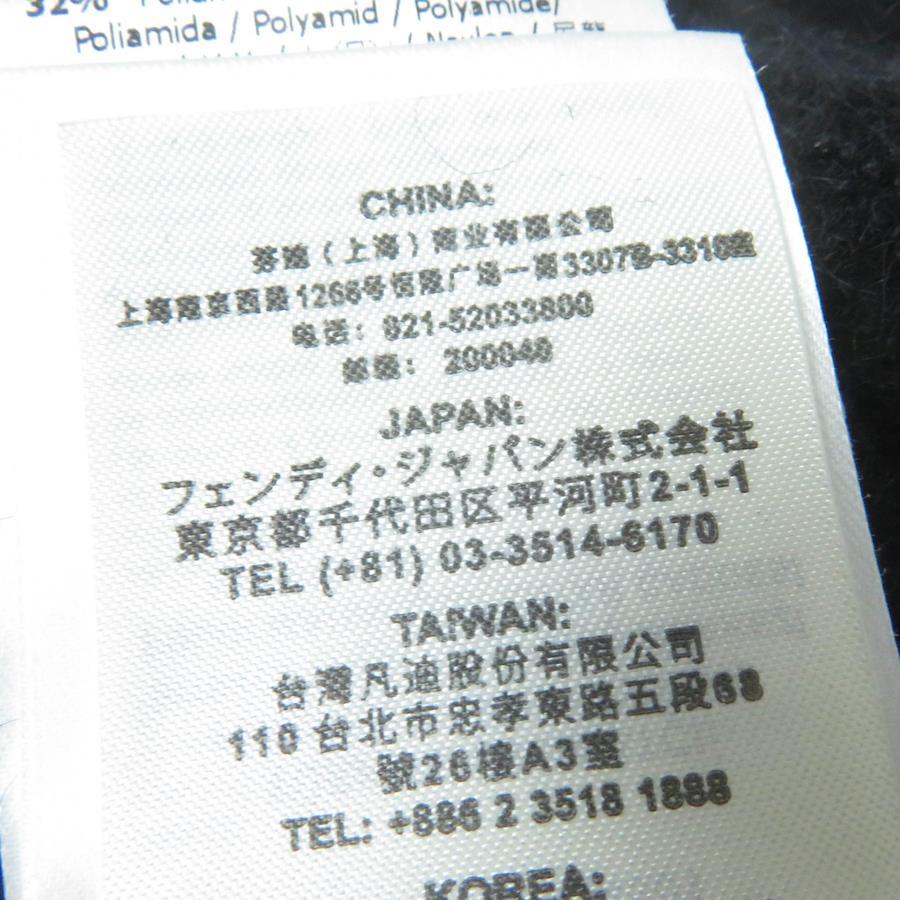 32%
Poliamida / Polyamid / Polyamide/
CHINA:
芬迪（上海）商业有限公司
上海南京西路1266号恒隆广场一期3307B-3310室
电话: 021-52033800
邮编: 200040
JAPAN:
フェンディ・ジャパン株式会社
東京都千代田区平河町2-1-1
TEL (+81) 03-3514-6170
TAIWAN:
台灣凡迪股份有限公司
110 台北市忠孝東路五段68
號26樓A3室
TEL: +886 2 3518 1888
KOREA: